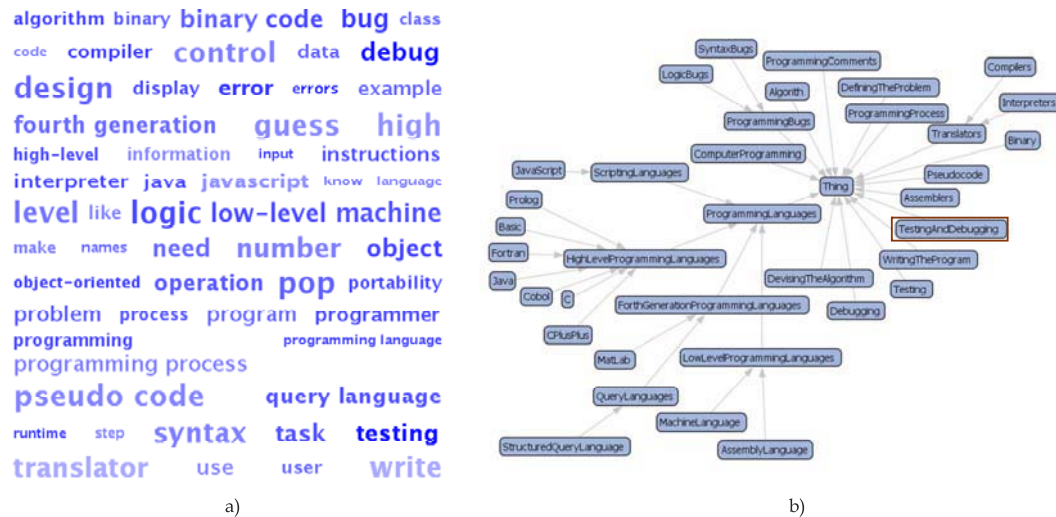 algorithm binary binary code bug class
code compiler control data debug
design display error errors example
fourth generation guess high
high-level information input instructions
interpreter java javascript know language
level like logic low-level machine
make names need number object
object-oriented operation pop portability
problem process program programmer
programming programming language
programming process
pseudo code query language
runtime step syntax task testing
translator use user write
a)
SyntaxBugs
ProgrammingComments
LogicBugs
Compilers
Algorith
DefiningTheProblem
Interpreters
ProgrammingProcess
ProgrammingBugs
Translators
Binary
ComputerProgramming
JavaScript
ScriptingLanguages
Pseudocode
Thing
Prolog
Assemblers
ProgrammingLanguages
Basic
TestingAndDebugging
Fortran
HighLevelProgrammingLanguages
WritingTheProgram
Java
DevisingTheAlgorithm
Testing
Cobol
C
ForthGenerationProgrammingLanguages
Debugging
CPlusPlus
MatLab
LowLevelProgrammingLanguages
QueryLanguages
MachineLanguage
StructuredQueryLanguage
AssemblyLanguage
b)